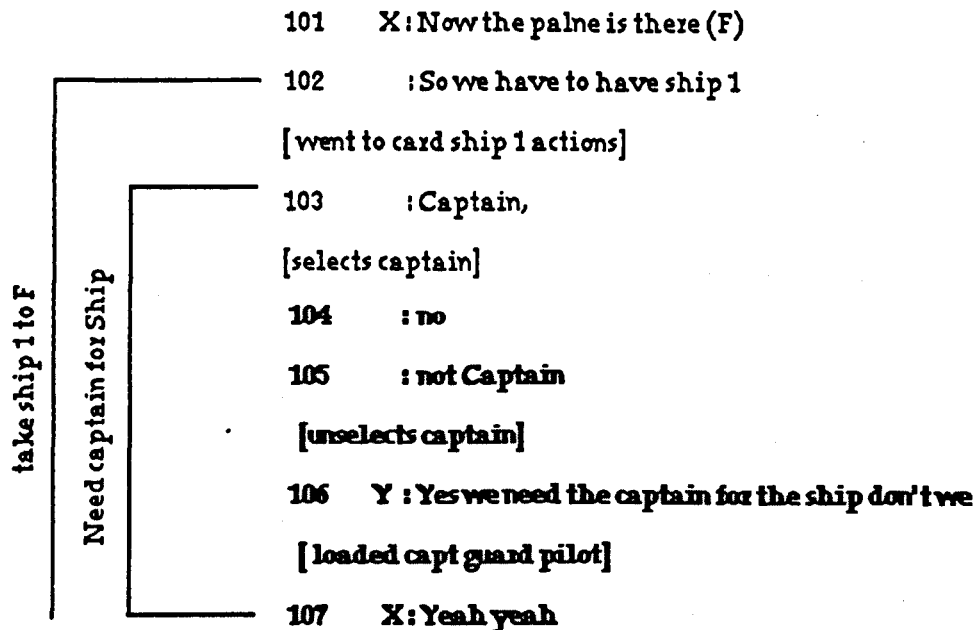 101 X:Now the palne is there (F)
102 :So we have to have ship 1
[went to card ship 1 actions]
103 :Captain,
[selects captain]
104 : no
105 : not Captain
[unselects captain]
106 Y : Yes we need the captain for the ship don't we
[loaded capt guard pilot]
107 X: Yeah yeah
take ship 1 to F
Need captain for Ship